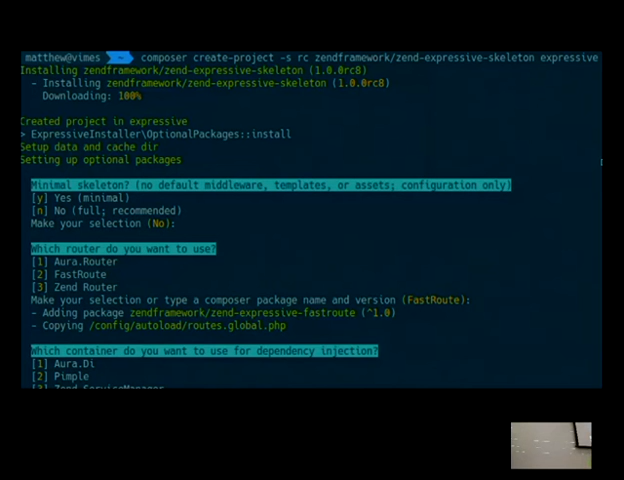 matthew@vimes ~ composer create-project -s rc zendframework/zend-expressive-skeleton expressive
Installing zendframework/zend-expressive-skeleton (1.0.0rc8)
- Installing zendframework/zend-expressive-skeleton (1.0.0rc8)
Downloading: 100%
Created project in expressive
> ExpressiveInstaller\OptionalPackages::install
Setup data and cache dir
Setting up optional packages
Minimal skeleton? (no default middleware, templates, or assets; configuration only)
[y] Yes (minimal)
[n] No (full; recommended)
Make your selection (No):
Which router do you want to use?
[1] Aura.Router
[2] FastRoute
[3] Zend Router
Make your selection or type a composer package name and version (FastRoute):
- Adding package zendframework/zend-expressive-fastroute (^1.0)
- Copying /config/autoload/routes.global.php
Which container do you want to use for dependency injection?
[1] Aura.Di
[2] Pimple
[3] Zend ServiceManager